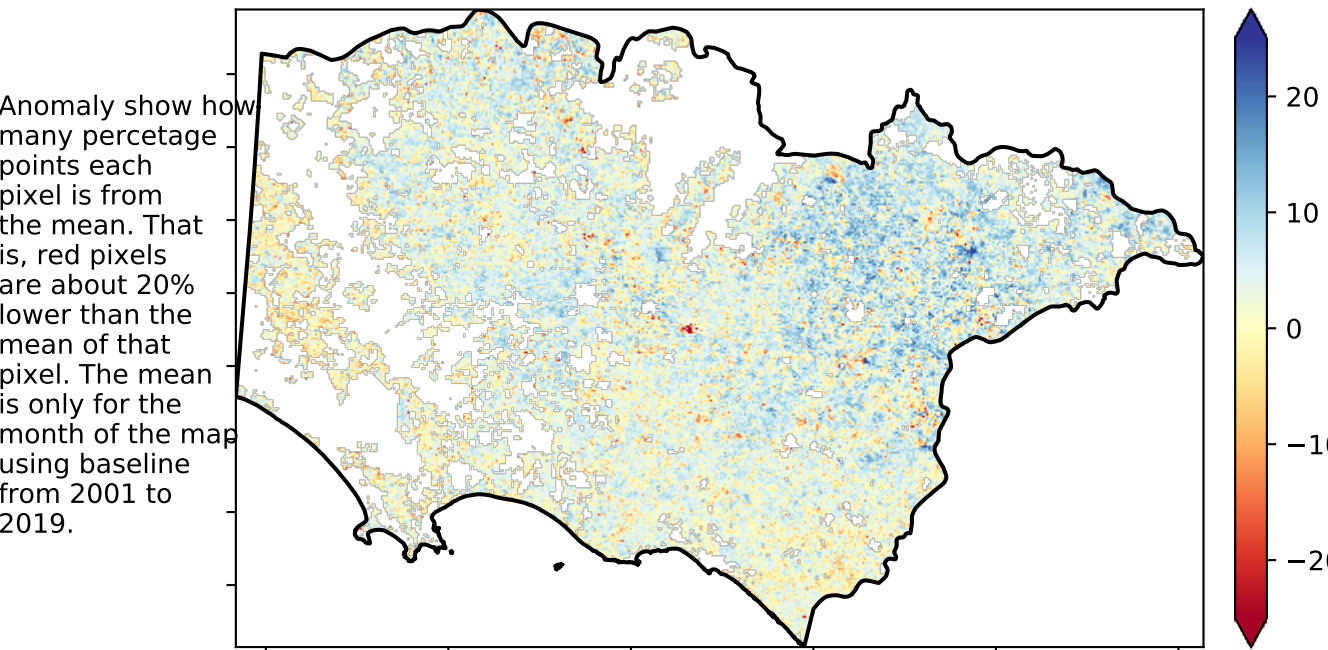 Anomaly show how
many percetage
points each
pixel is from
the mean. That
is, red pixels
are about 20%
lower than the
mean of that
pixel. The mean
is only for the
month of the map
using baseline
from 2001 to
2019.
20
10
0
−10
−20